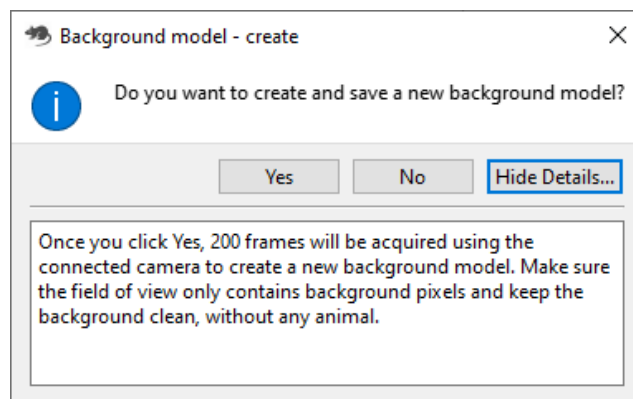 Background model - create
Do you want to create and save a new background model?
Yes No Hide Details...
Once you click Yes, 200 frames will be acquired using the
connected camera to create a new background model. Make sure
the field of view only contains background pixels and keep the
background clean, without any animal.